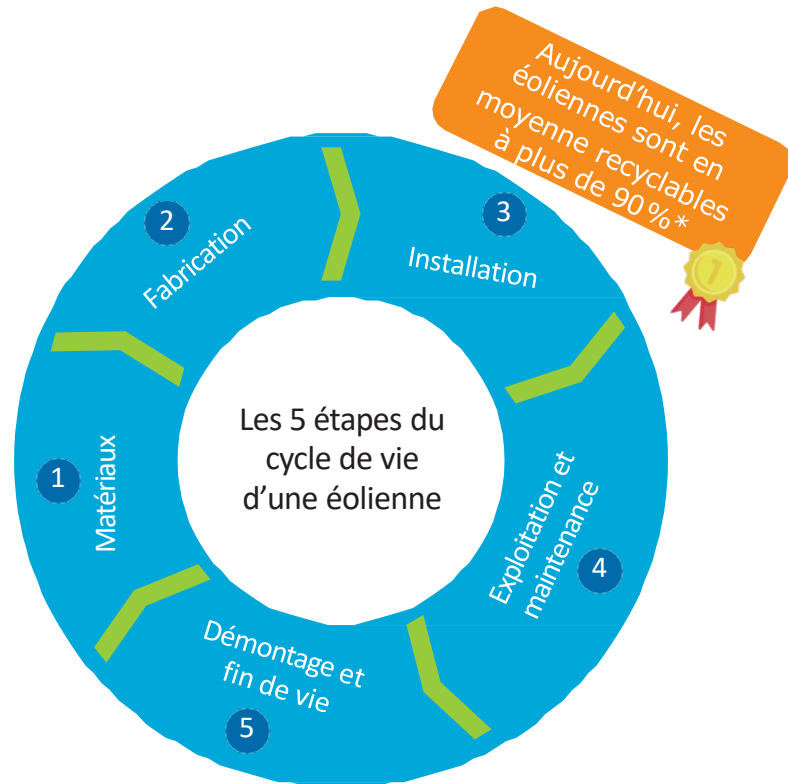 Aujourd'hui, les
éoliennes sont en
moyenne recyclables
à plus de 90 % *
1
2
Fabrication
3
Installation
Les 5 étapes du
cycle de vie
d'une éolienne
1
Matériaux
Exploitation et
maintenance
4
Démontage et
fin de vie
5